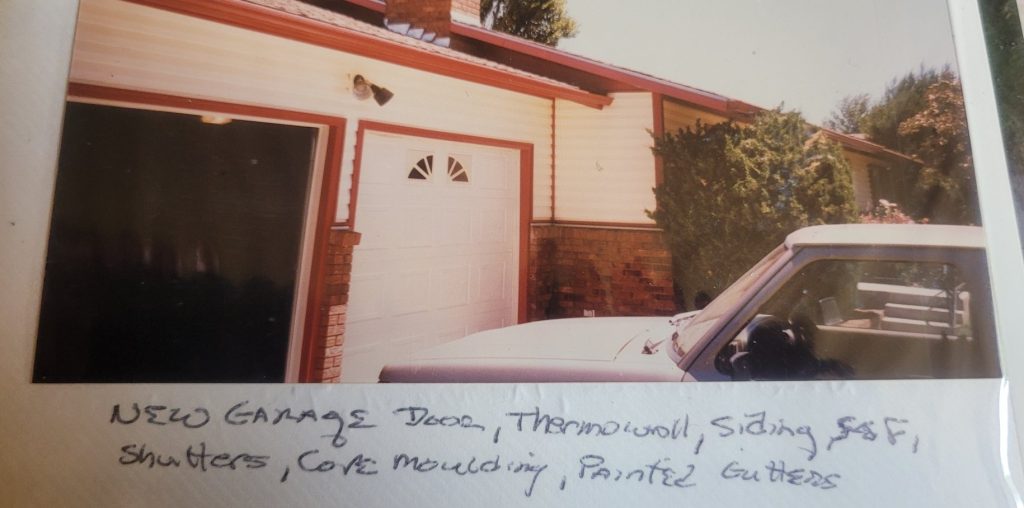 New Garage Door, Thermowall, Siding, S&F,
Shutters, Cove Moulding, Painted Gutters